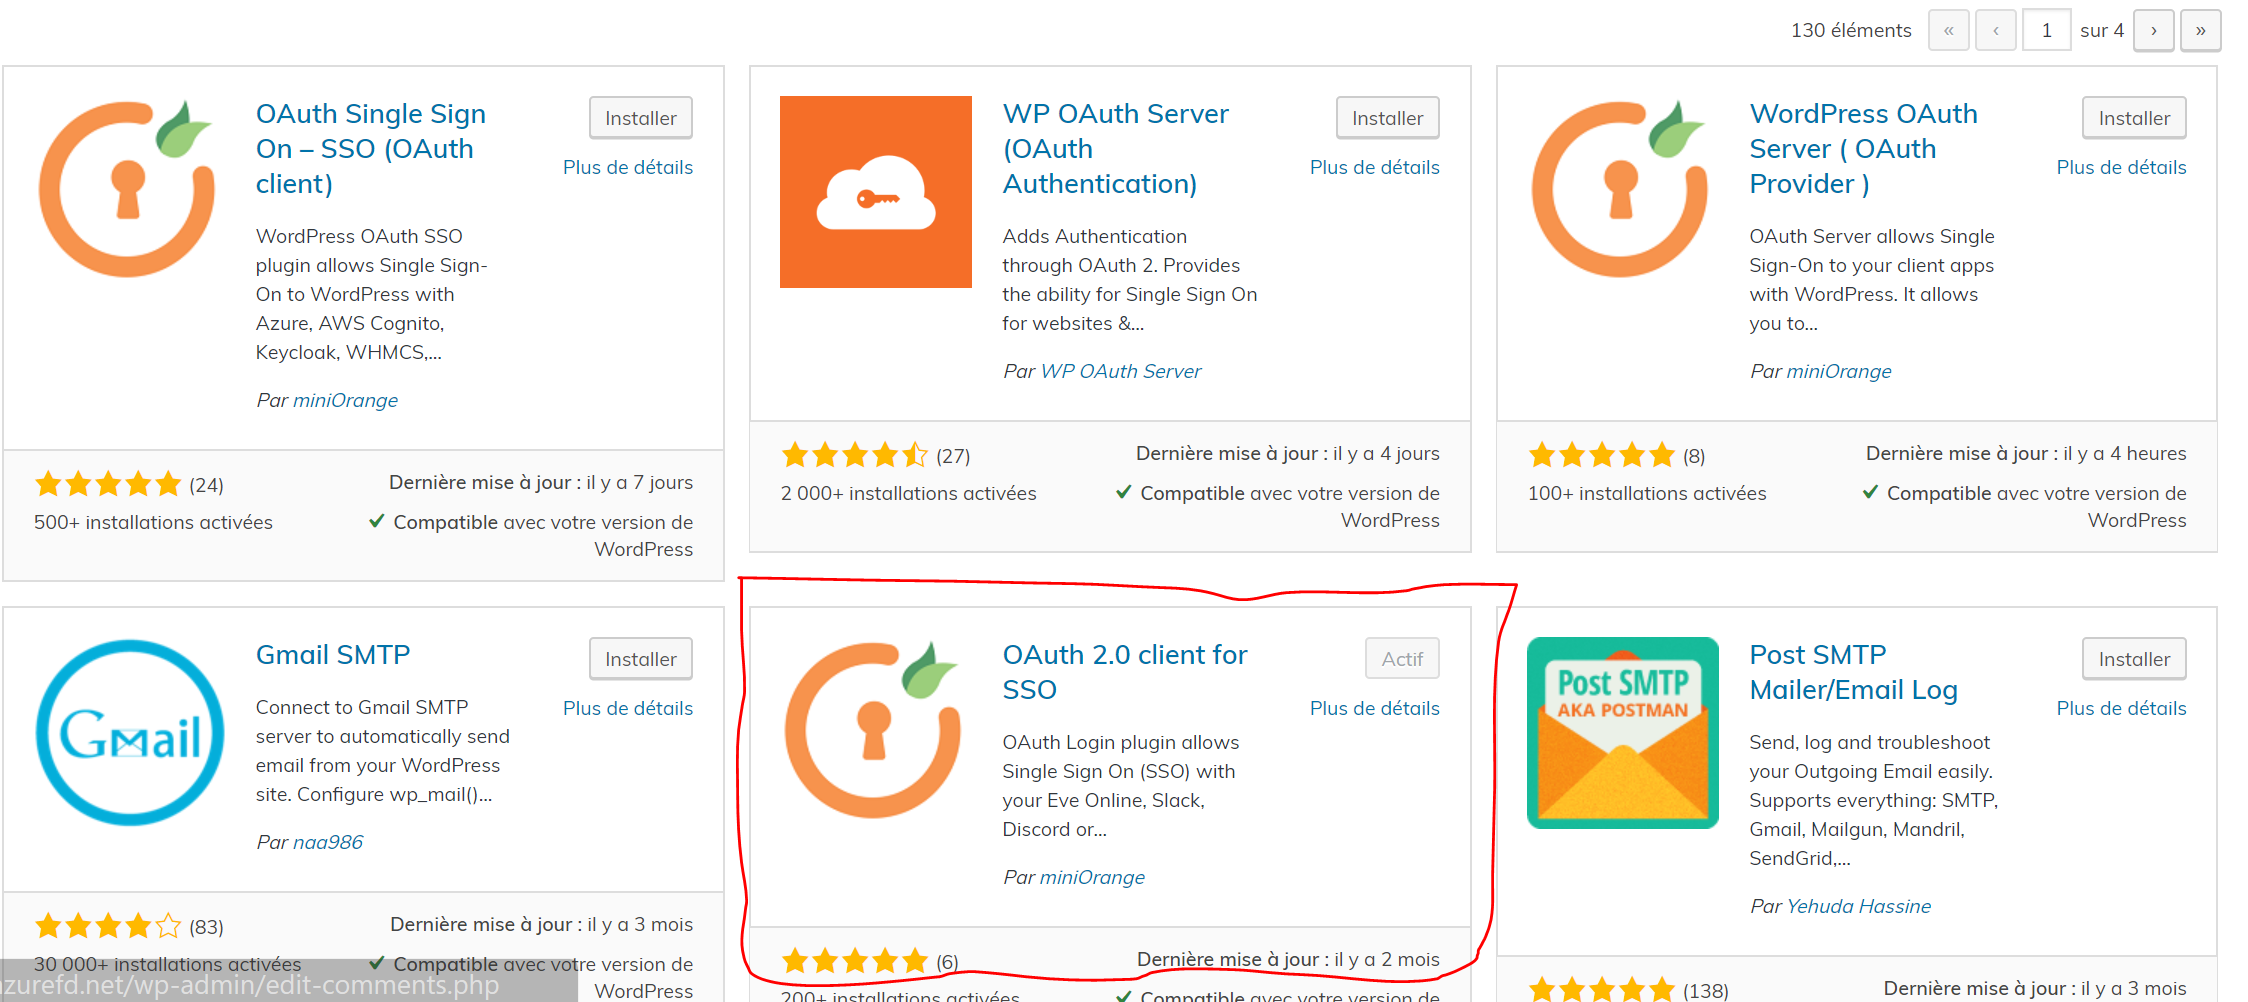 130 éléments « ‹ 1 sur 4 › »
OAuth Single Sign
On – SSO (OAuth
client)
Installer
Plus de détails
WordPress OAuth SSO
plugin allows Single Sign-
On to WordPress with
Azure, AWS Cognito,
Keycloak, WHMCS,...
Par miniOrange
(24)
500+ installations activées
Dernière mise à jour : il y a 7 jours
Compatible avec votre version de
WordPress
WP OAuth Server
(OAuth
Authentication)
Installer
Plus de détails
Adds Authentication
through OAuth 2. Provides
the ability for Single Sign On
for websites &...
Par WP OAuth Server
(27)
2 000+ installations activées
Dernière mise à jour : il y a 4 jours
Compatible avec votre version de
WordPress
WordPress OAuth
Server ( OAuth
Provider )
Installer
Plus de détails
OAuth Server allows Single
Sign-On to your client apps
with WordPress. It allows
you to...
Par miniOrange
(8)
100+ installations activées
Dernière mise à jour : il y a 4 heures
Compatible avec votre version de
WordPress
Gmail
Gmail SMTP
Installer
Plus de détails
Connect to Gmail SMTP
server to automatically send
email from your WordPress
site. Configure wp_mail()...
Par naa986
(83)
30 000+ installations activées
Dernière mise à jour : il y a 3 mois
Compatible avec votre version de
WordPress
azurefd.net/wp-admin/edit-comments.php
OAuth 2.0 client for
SSO
Actif
Plus de détails
OAuth Login plugin allows
Single Sign On (SSO) with
your Eve Online, Slack,
Discord or...
Par miniOrange
(6)
200+ installations activées
Dernière mise à jour : il y a 2 mois
Compatible avec votre version de
Post SMTP
AKA POSTMAN
Post SMTP
Mailer/Email Log
Installer
Plus de détails
Send, log and troubleshoot
your Outgoing Email easily.
Supports everything: SMTP,
Gmail, Mailgun, Mandril,
SendGrid,...
Par Yehuda Hassine
(138)
Dernière mise à jour : il y a 3 mois